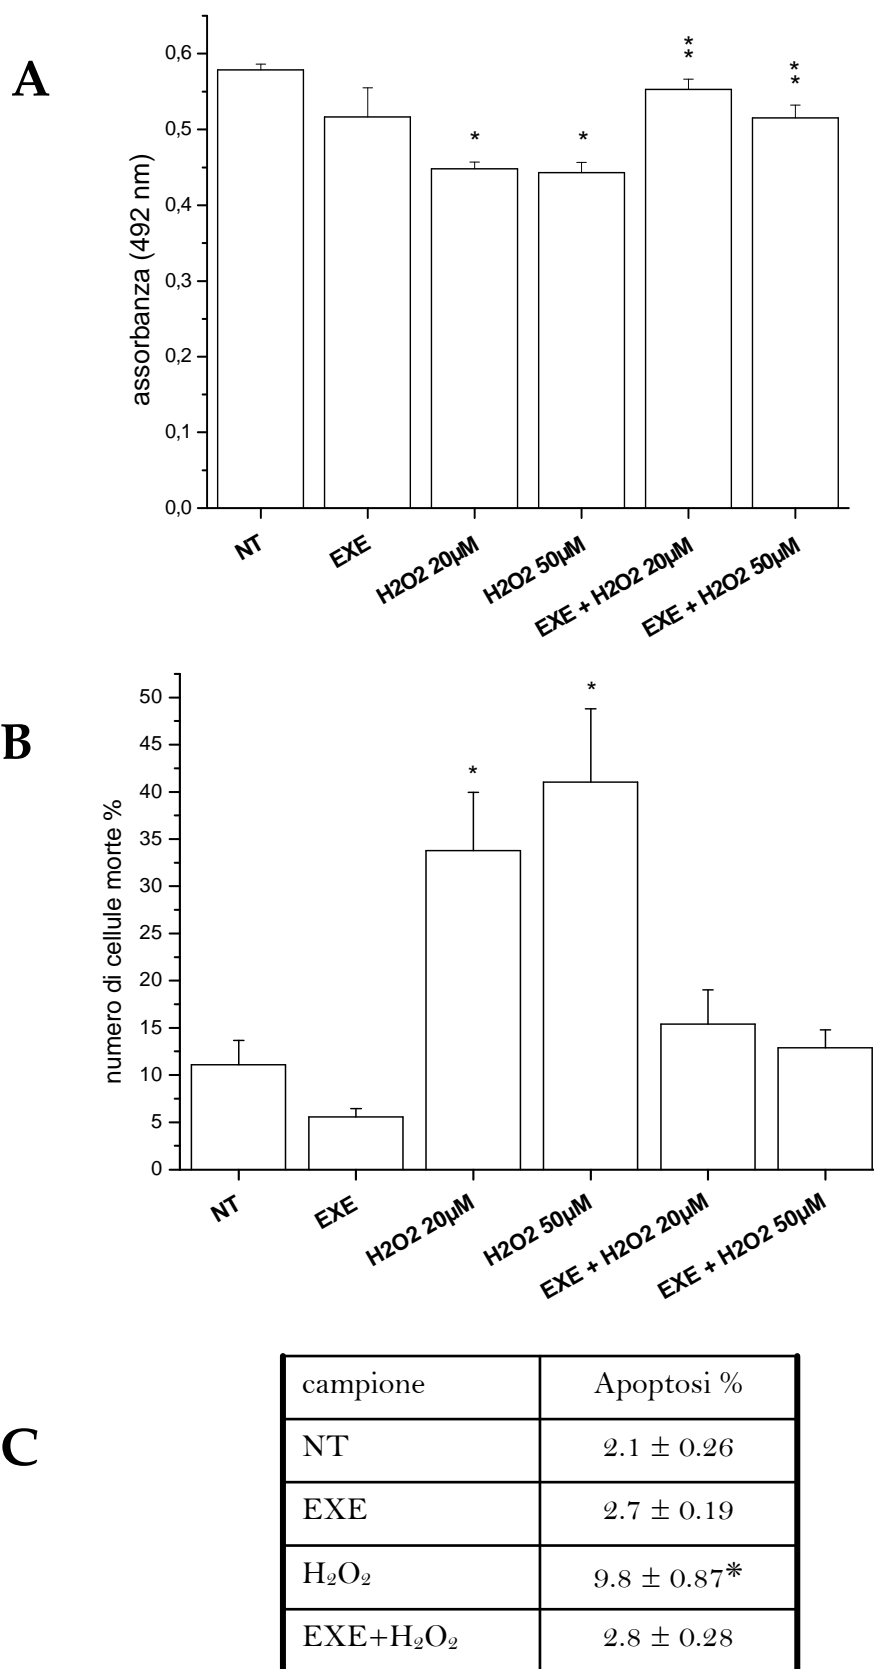 A
assorbanza (492 nm)
0,6
0,5
0,4
0,3
0,2
0,1
0,0
*
*
*
*
*
*
NT
EXE
H2O2 20µM
H2O2 50µM
EXE + H2O2 20µM
EXE + H2O2 50µM
B
numero di cellule morte %
50
45
40
35
30
25
20
15
10
5
0
*
*
NT
EXE
H2O2 20µM
H2O2 50µM
EXE + H2O2 20µM
EXE + H2O2 50µM
C
campione Apoptosi %
NT 2.1 ± 0.26
EXE 2.7 ± 0.19
H₂O₂ 9.8 ± 0.87*
EXE+H₂O₂ 2.8 ± 0.28